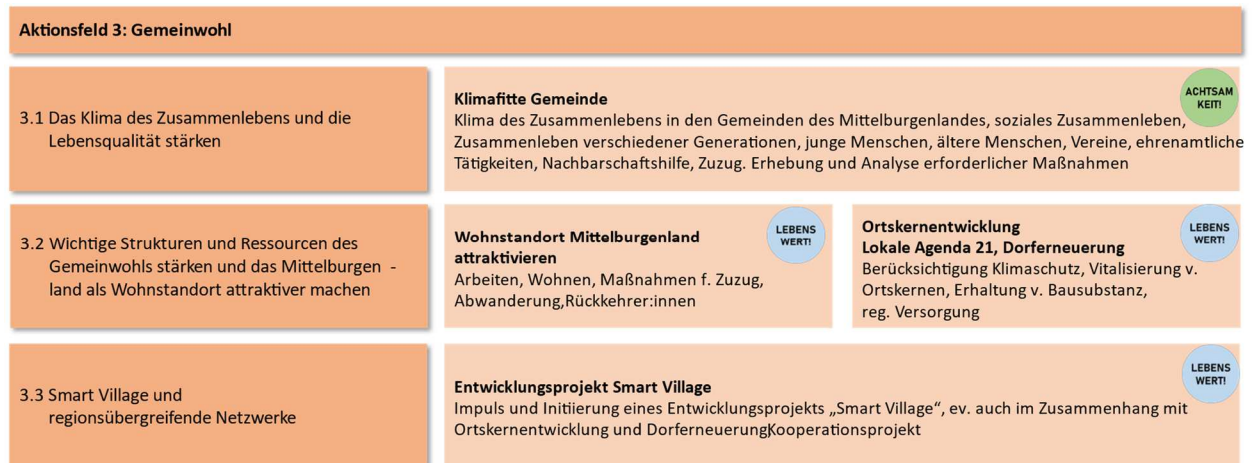 Aktionsfeld 3: Gemeinwohl
3.1 Das Klima des Zusammenlebens und die
Lebensqualität stärken
ACHTSAM
KEIT!
Klimafitte Gemeinde
Klima des Zusammenlebens in den Gemeinden des Mittelburgenlandes, soziales Zusammenleben,
Zusammenleben verschiedener Generationen, junge Menschen, ältere Menschen, Vereine, ehrenamtliche
Tätigkeiten, Nachbarschaftshilfe, Zuzug. Erhebung und Analyse erforderlicher Maßnahmen
3.2 Wichtige Strukturen und Ressourcen des
Gemeinwohls stärken und das Mittelburgen -
land als Wohnstandort attraktiver machen
LEBENS
WERT!
Wohnstandort Mittelburgenland
attraktivieren
Arbeiten, Wohnen, Maßnahmen f. Zuzug,
Abwanderung,Rückkehrer:innen
LEBENS
WERT!
Ortskernentwicklung
Lokale Agenda 21, Dorferneuerung
Berücksichtigung Klimaschutz, Vitalisierung v.
Ortskernen, Erhaltung v. Bausubstanz,
reg. Versorgung
3.3 Smart Village und
regionsübergreifende Netzwerke
LEBENS
WERT!
Entwicklungsprojekt Smart Village
Impuls und Initiierung eines Entwicklungsprojekts „Smart Village“, ev. auch im Zusammenhang mit
Ortskernentwicklung und Dorferneuerung,Kooperationsprojekt